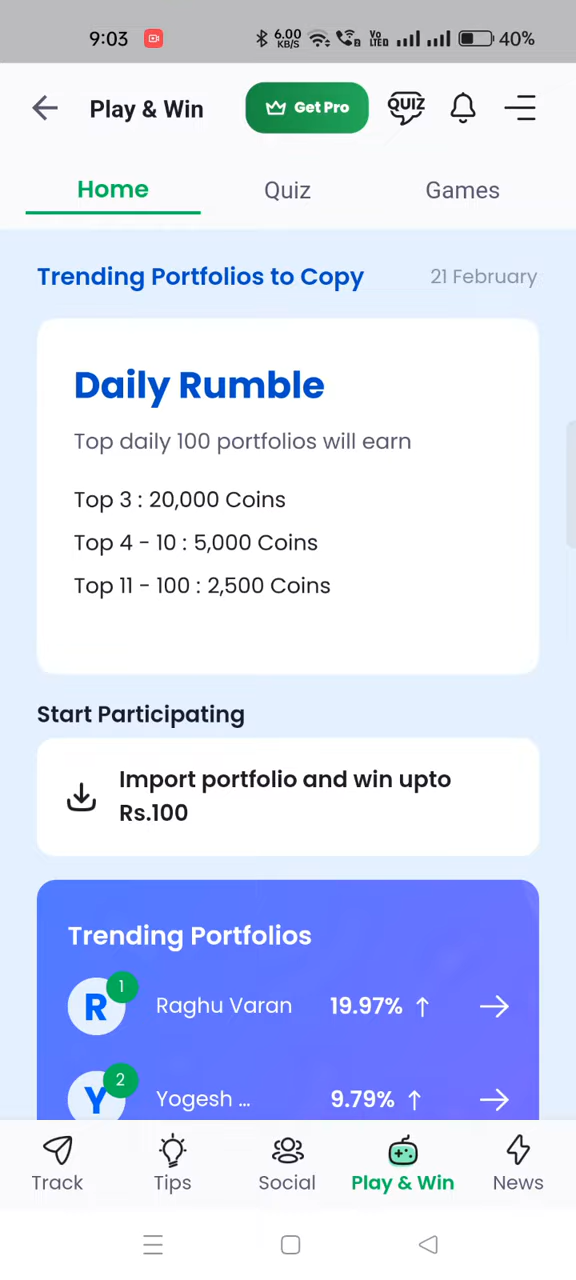 9:03 6.00 KB/S Vo LTED 40%
Play & Win Get Pro QUIZ
Home Quiz Games
Trending Portfolios to Copy 21 February
Daily Rumble
Top daily 100 portfolios will earn
Top 3 : 20,000 Coins
Top 4 - 10 : 5,000 Coins
Top 11 - 100 : 2,500 Coins
Start Participating
Import portfolio and win upto
Rs.100
Trending Portfolios
R 1 Raghu Varan 19.97% ↑ →
Y 2 Yogesh ... 9.79% ↑ →
Track Tips Social Play & Win News